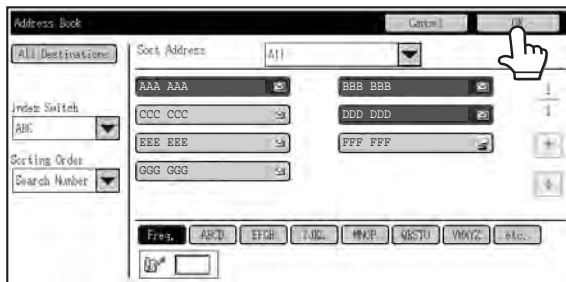 Address Book
Cancel
OK
All Destinations
Sort Address
All
AAA AAA
BBB BBB
Index Switch
ABC
CCC CCC
DDD DDD
1
1
EEE EEE
FFF FFF
Sorting Order
Search Number
GGG GGG
Freq.
ABCD
EFGH
IJKL
MNOP
QRSTU
VWXYZ
etc.